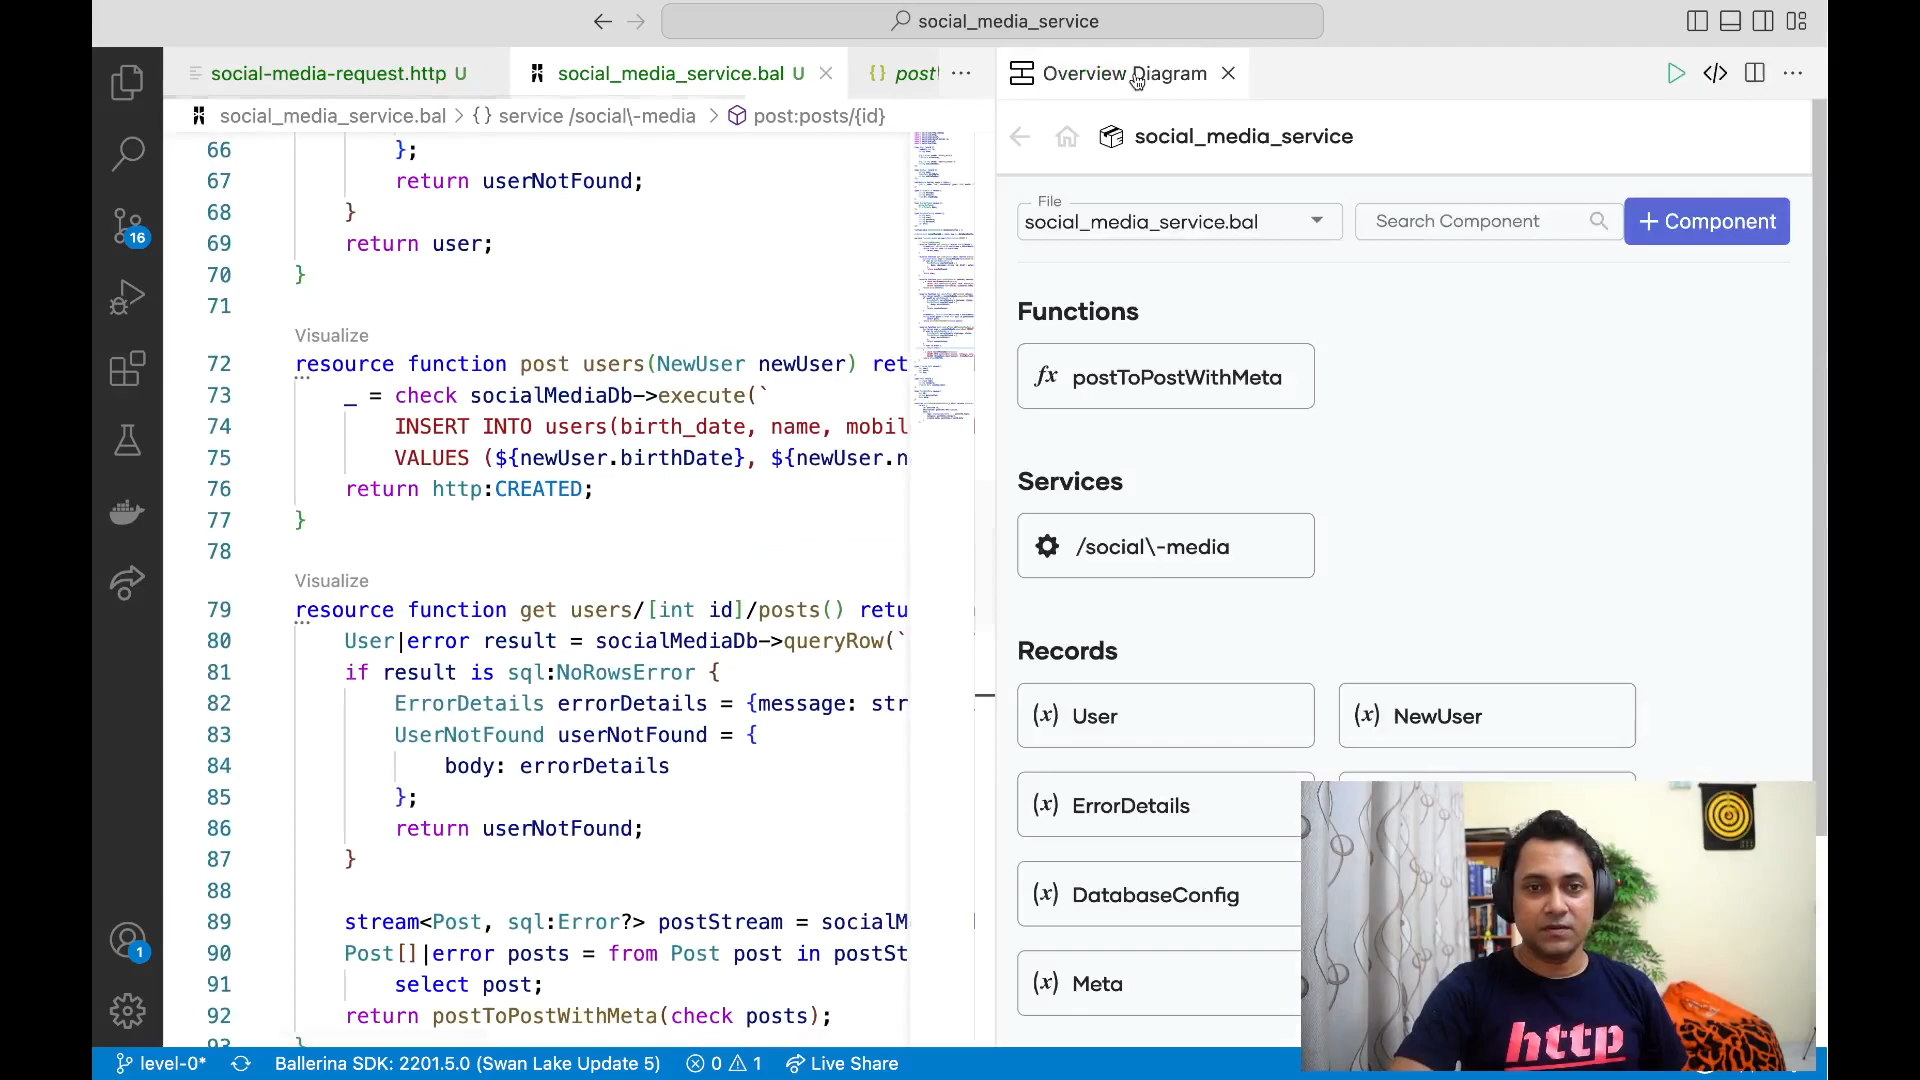 social_media_service
social-media-request.http U
social_media_service.bal U
post
Overview Diagram
social_media_service.bal > {} service /social\-media > post:posts/{id}
66 };
67 return userNotFound;
68 }
69 return user;
70 }
71
Visualize
72 resource function post users(NewUser newUser) ret
73 _ = check socialMediaDb->execute(`
74 INSERT INTO users(birth_date, name, mobil
75 VALUES (${newUser.birthDate}, ${newUser.n
76 return http:CREATED;
77 }
78
Visualize
79 resource function get users/[int id]/posts() retu
80 User|error result = socialMediaDb->queryRow(`
81 if result is sql:NoRowsError {
82 ErrorDetails errorDetails = {message: str
83 UserNotFound userNotFound = {
84 body: errorDetails
85 };
86 return userNotFound;
87 }
88
89 stream<Post, sql:Error?> postStream = socialM
90 Post[]|error posts = from Post post in postSt
91 select post;
92 return postToPostWithMeta(check posts);
93 }
social_media_service
File
social_media_service.bal
Search Component
+ Component
Functions
fx postToPostWithMeta
Services
/social\-media
Records
(x) User
(x) NewUser
(x) ErrorDetails
(x) DatabaseConfig
(x) Meta
http
16
1
level-0*
Ballerina SDK: 2201.5.0 (Swan Lake Update 5)
0
1
Live Share